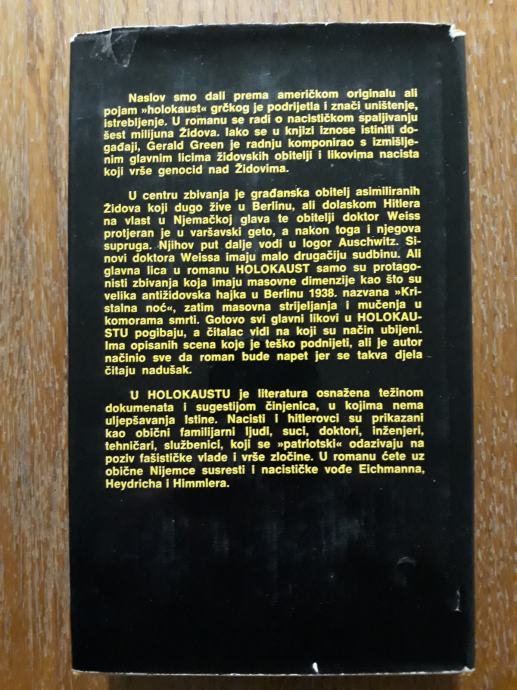 Naslov smo dali prema američkom originalu ali
pojam »holokaust« grčkog je podrijetla i znači uništenje,
istrebljenje. U romanu se radi o nacističkom spaljivanju
šest milijuna Židova. Iako se u knjizi iznose istiniti do-
gađaji, Gerald Green je radnju komponirao s izmišlje-
nim glavnim licima židovskih obitelji i likovima nacista
koji vrše genocid nad Židovima.
U centru zbivanja je građanska obitelj asimiliranih
Židova koji dugo žive u Berlinu, ali dolaskom Hitlera
na vlast u Njemačkoj glava te obitelji doktor Weiss
protjeran je u varšavski geto, a nakon toga i njegova
supruga. Njihov put dalje vodi u logor Auschwitz. Si-
novi doktora Weissa imaju malo drugačiju sudbinu. Ali
glavna lica u romanu HOLOKAUST samo su protago-
nisti zbivanja koja imaju masovne dimenzije kao što su
velika antižidovska hajka u Berlinu 1938. nazvana »Kri-
stalna noć«, zatim masovna strijeljanja i mučenja u
komorama smrti. Gotovo svi glavni likovi u HOLOKAU-
STU pogibaju, a čitalac vidi na koji su način ubijeni.
Ima opisanih scena koje je teško podnijeti, ali je autor
načinio sve da roman bude napet jer se takva djela
čitaju nadušak.
U HOLOKAUSTU je literatura osnažena težinom
dokumenata i sugestijom činjenica, u kojima nema
uljepšavanja istine. Nacisti i hitlerovci su prikazani
kao obični familijarni ljudi, suci, doktori, inženjeri,
tehničari, službenici, koji se »patriotski« odazivaju na
poziv fašističke vlade i vrše zločine. U romanu ćete uz
obične Nijemce susresti i nacističke vođe Eichmanna,
Heydricha i Himmlera.